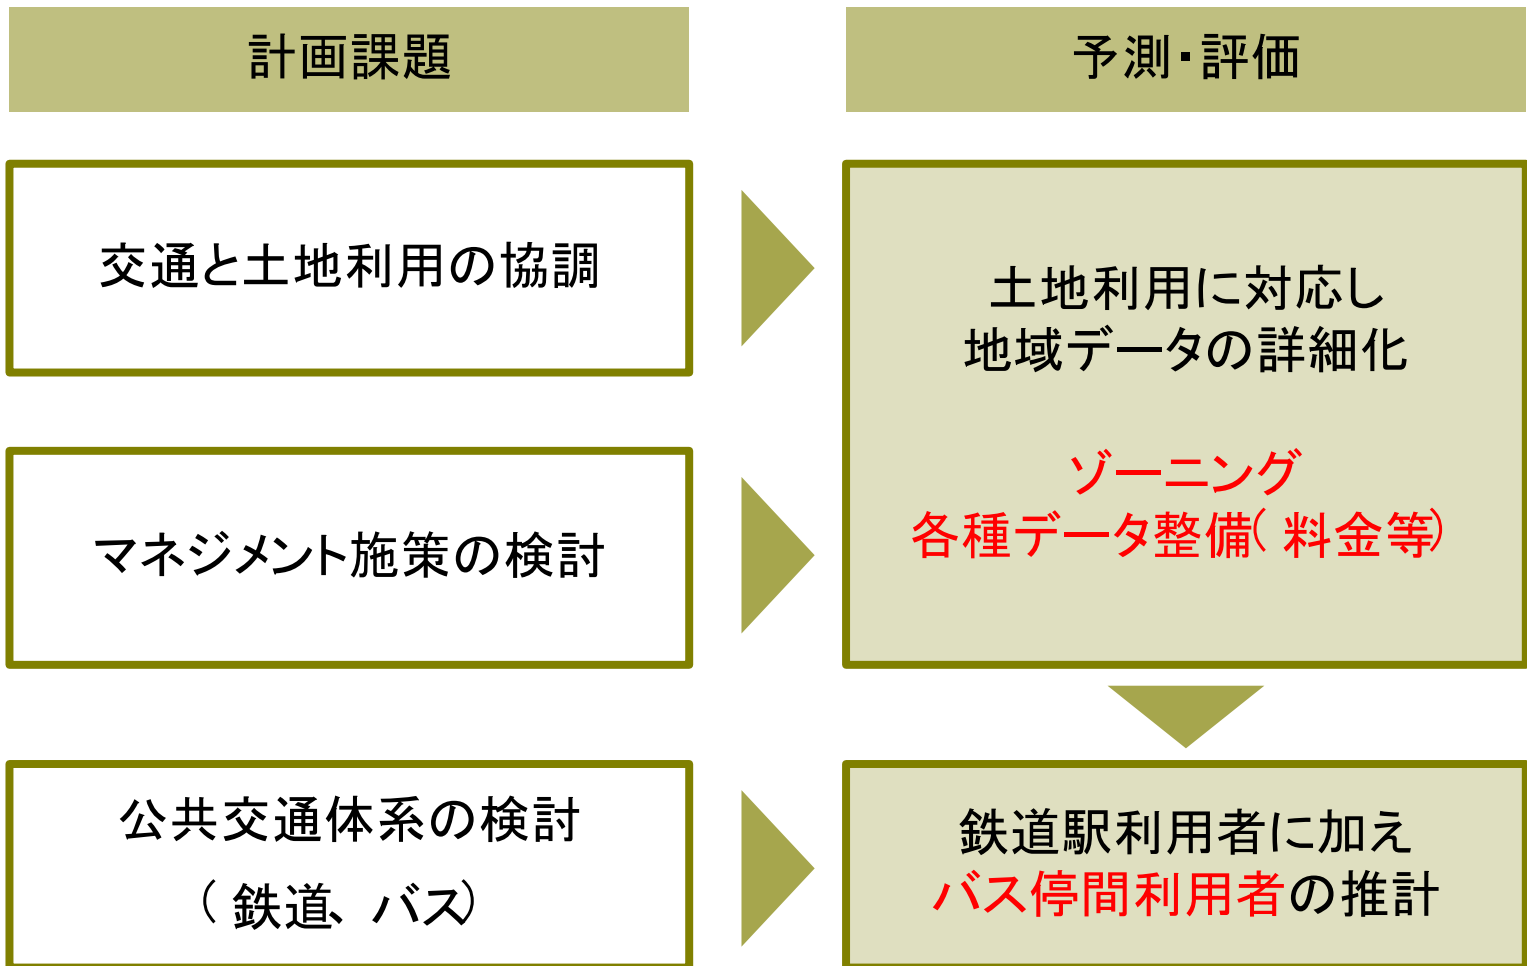 計画課題
予測・評価
交通と土地利用の協調
マネジメント施策の検討
土地利用に対応し
地域データの詳細化
ゾーニング
各種データ整備（料金等）
公共交通体系の検討
（鉄道、バス）
鉄道駅利用者に加え
バス停間利用者の推計